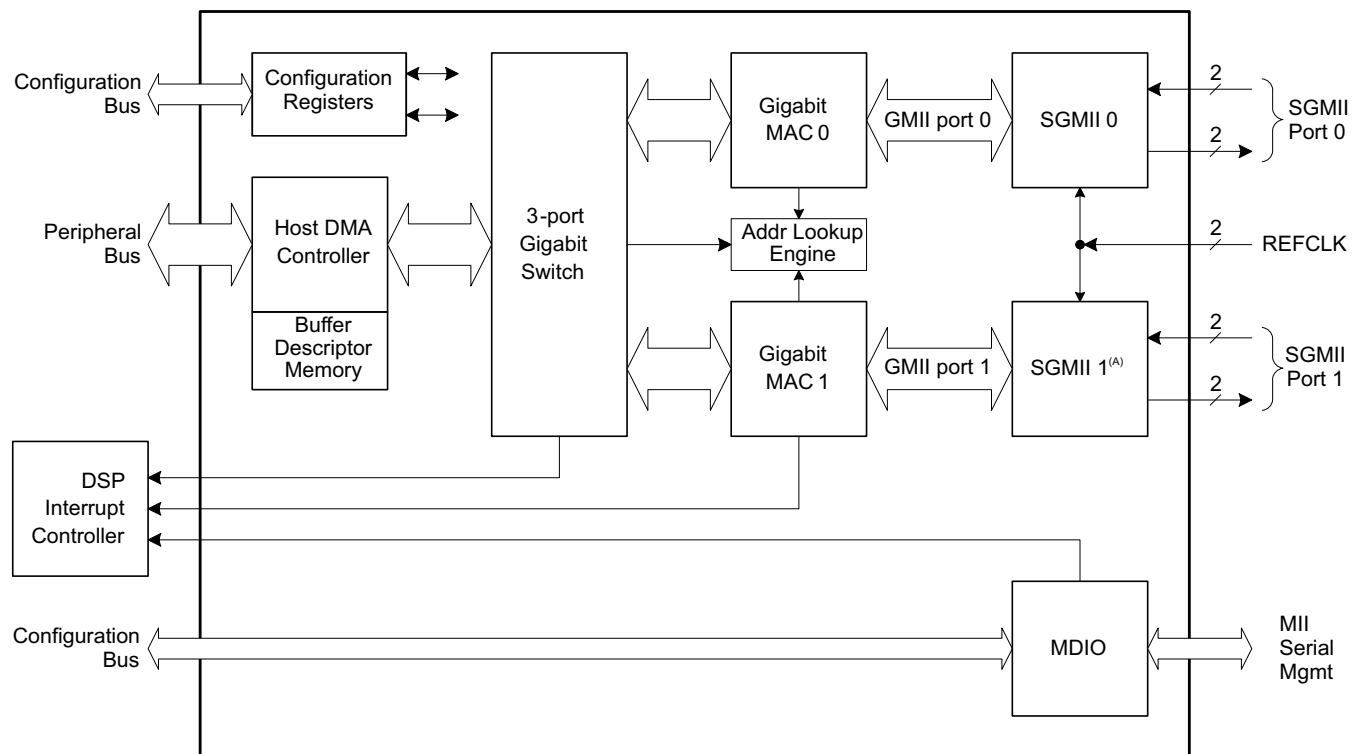 Configuration
Bus
Configuration
Registers
Peripheral
Bus
Host DMA
Controller
Buffer
Descriptor
Memory
3-port
Gigabit
Switch
Gigabit
MAC 0
GMII port 0
SGMII 0
2
2
SGMII
Port 0
Addr Lookup
Engine
2
REFCLK
Gigabit
MAC 1
GMII port 1
SGMII 1(A)
2
2
SGMII
Port 1
DSP
Interrupt
Controller
Configuration
Bus
MDIO
MII
Serial
Mgmt